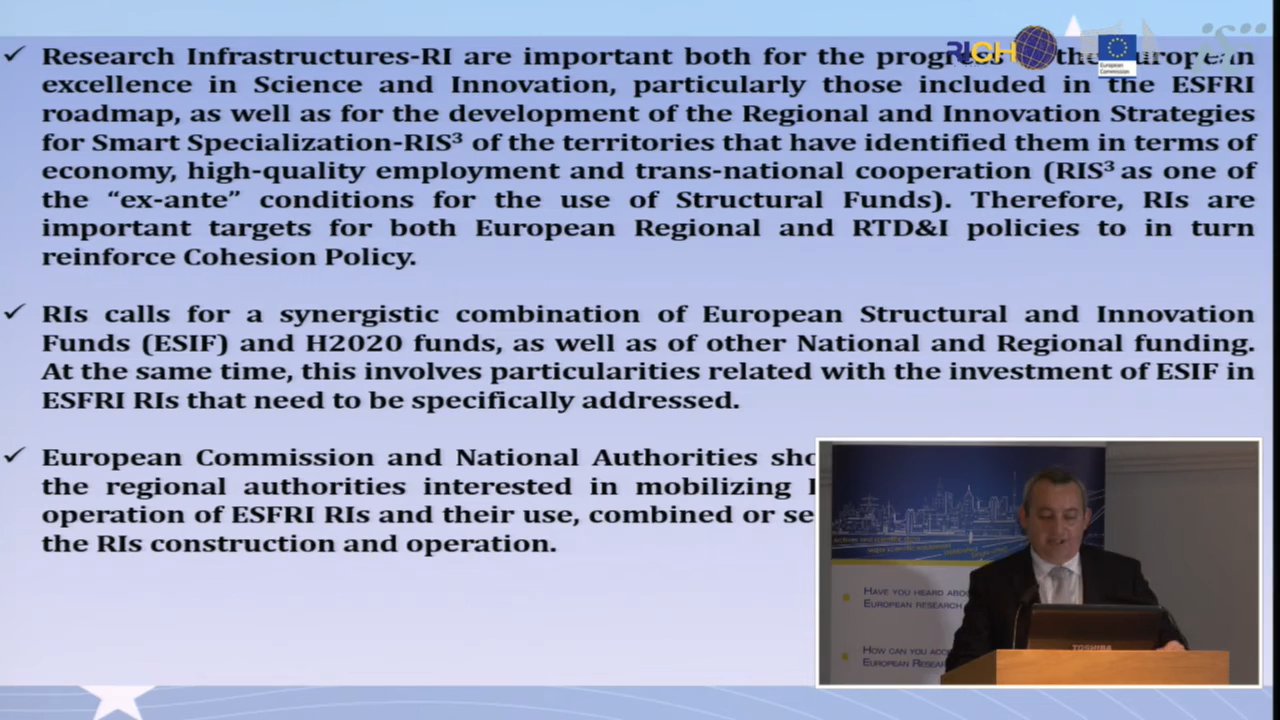 RICH
European
Commission
iSii
✓ Research Infrastructures-RI are important both for the progress the European
excellence in Science and Innovation, particularly those included in the ESFRI
roadmap, as well as for the development of the Regional and Innovation Strategies
for Smart Specialization-RIS³ of the territories that have identified them in terms of
economy, high-quality employment and trans-national cooperation (RIS³ as one of
the “ex-ante” conditions for the use of Structural Funds). Therefore, RIs are
important targets for both European Regional and RTD&I policies to in turn
reinforce Cohesion Policy.
✓ RIs calls for a synergistic combination of European Structural and Innovation
Funds (ESIF) and H2020 funds, as well as of other National and Regional funding.
At the same time, this involves particularities related with the investment of ESIF in
ESFRI RIs that need to be specifically addressed.
✓ European Commission and National Authorities sho
the regional authorities interested in mobilizing
operation of ESFRI RIs and their use, combined or se
the RIs construction and operation.
HAVE YOU HEARD ABO
EUROPEAN RESEARCH
HOW CAN YOU ACC
EUROPEAN RESEA
TOSHIBA